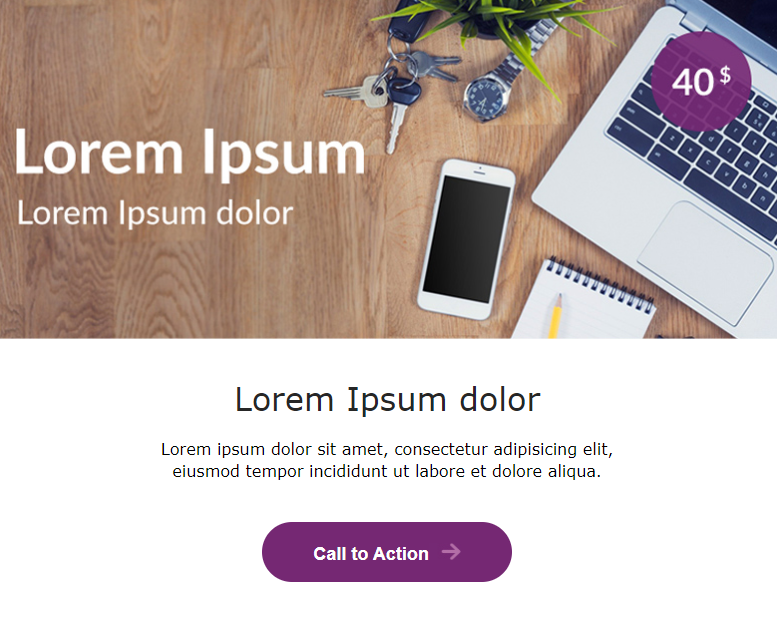 40 $
Lorem Ipsum
Lorem Ipsum dolor
Lorem Ipsum dolor
Lorem ipsum dolor sit amet, consectetur adipisicing elit,
eiusmod tempor incididunt ut labore et dolore aliqua.
Call to Action